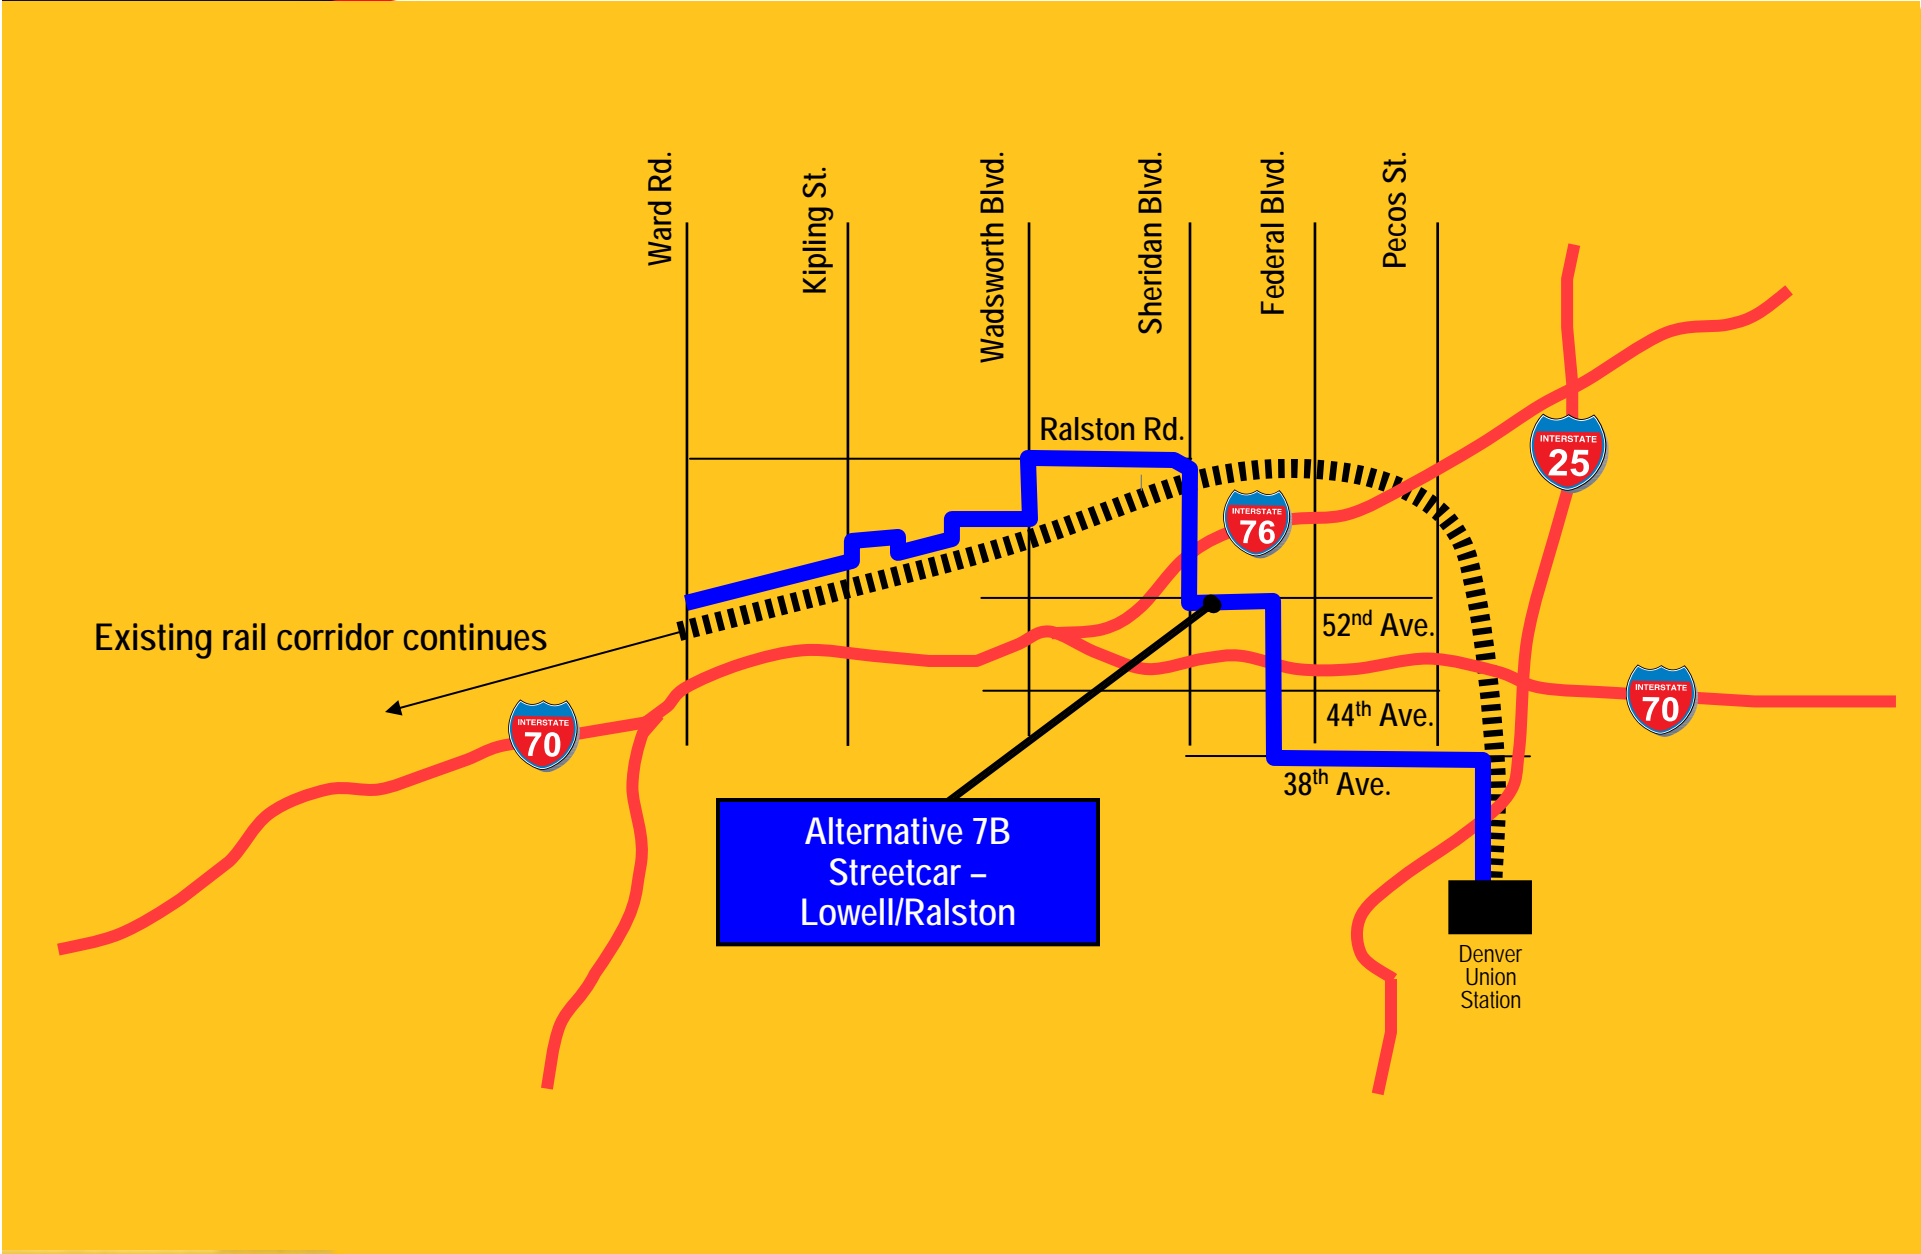 Ward Rd.
Kipling St.
Wadsworth Blvd.
Sheridan Blvd.
Federal Blvd.
Pecos St.
Ralston Rd.
INTERSTATE
25
INTERSTATE
76
52nd Ave.
Existing rail corridor continues
INTERSTATE
70
INTERSTATE
70
44th Ave.
38th Ave.
Alternative 7B
Streetcar –
Lowell/Ralston
Denver
Union
Station